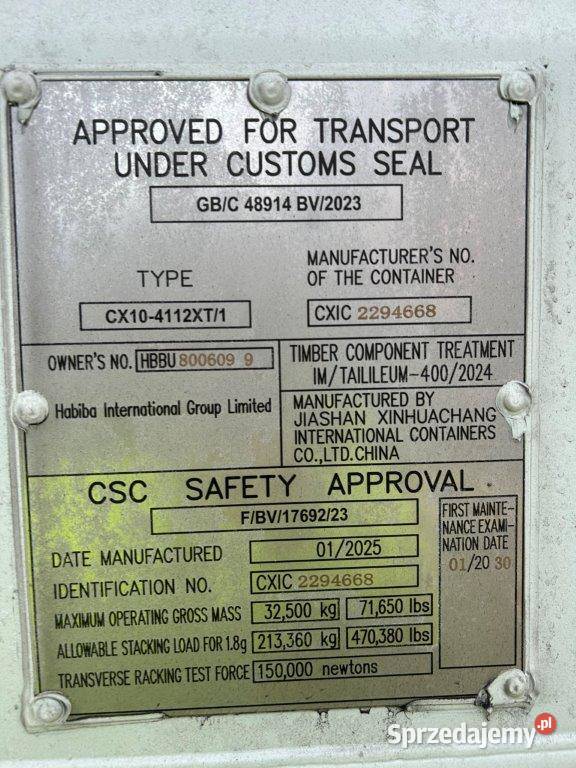 APPROVED FOR TRANSPORT
UNDER CUSTOMS SEAL
GB/C 48914 BV/2023
TYPE
CX10-4112XT/1
MANUFACTURER'S NO.
OF THE CONTAINER
CXIC 2294668
OWNER'S NO. HBBU 800609 9
Habiba International Group Limited
TIMBER COMPONENT TREATMENT
IM/TAILILEUM-400/2024
MANUFACTURED BY
JIASHAN XINHUACHANG
INTERNATIONAL CONTAINERS
CO.,LTD.CHINA
CSC SAFETY APPROVAL
F/BV/17692/23
DATE MANUFACTURED 01/2025
IDENTIFICATION NO. CXIC 2294668
MAXIMUM OPERATING GROSS MASS 32,500 kg 71,650 lbs
ALLOWABLE STACKING LOAD FOR 1.8g 213,360 kg 470,380 lbs
TRANSVERSE RACKING TEST FORCE 150,000 newtons
FIRST MAINTE-
NANCE EXAMI-
NATION DATE
01/20 30
Sprzedajemy.pl